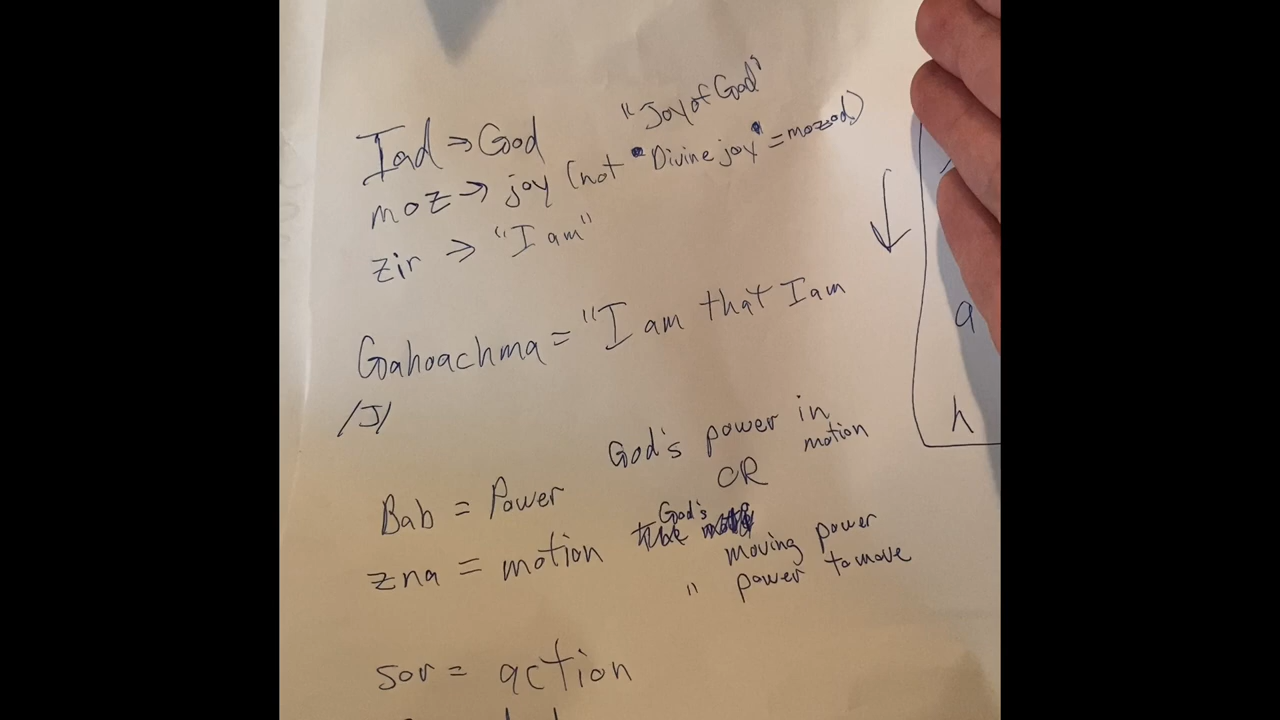 "Joy of God"
Iad → God
moz → joy (not "Divine joy" = mozod)
zir → "I am"
Gahoachma = "I am that I am
/J/
God's power in
motion
OR
Bab = Power
God's
zna = motion
moving power
" power to move
sov = action
a
h